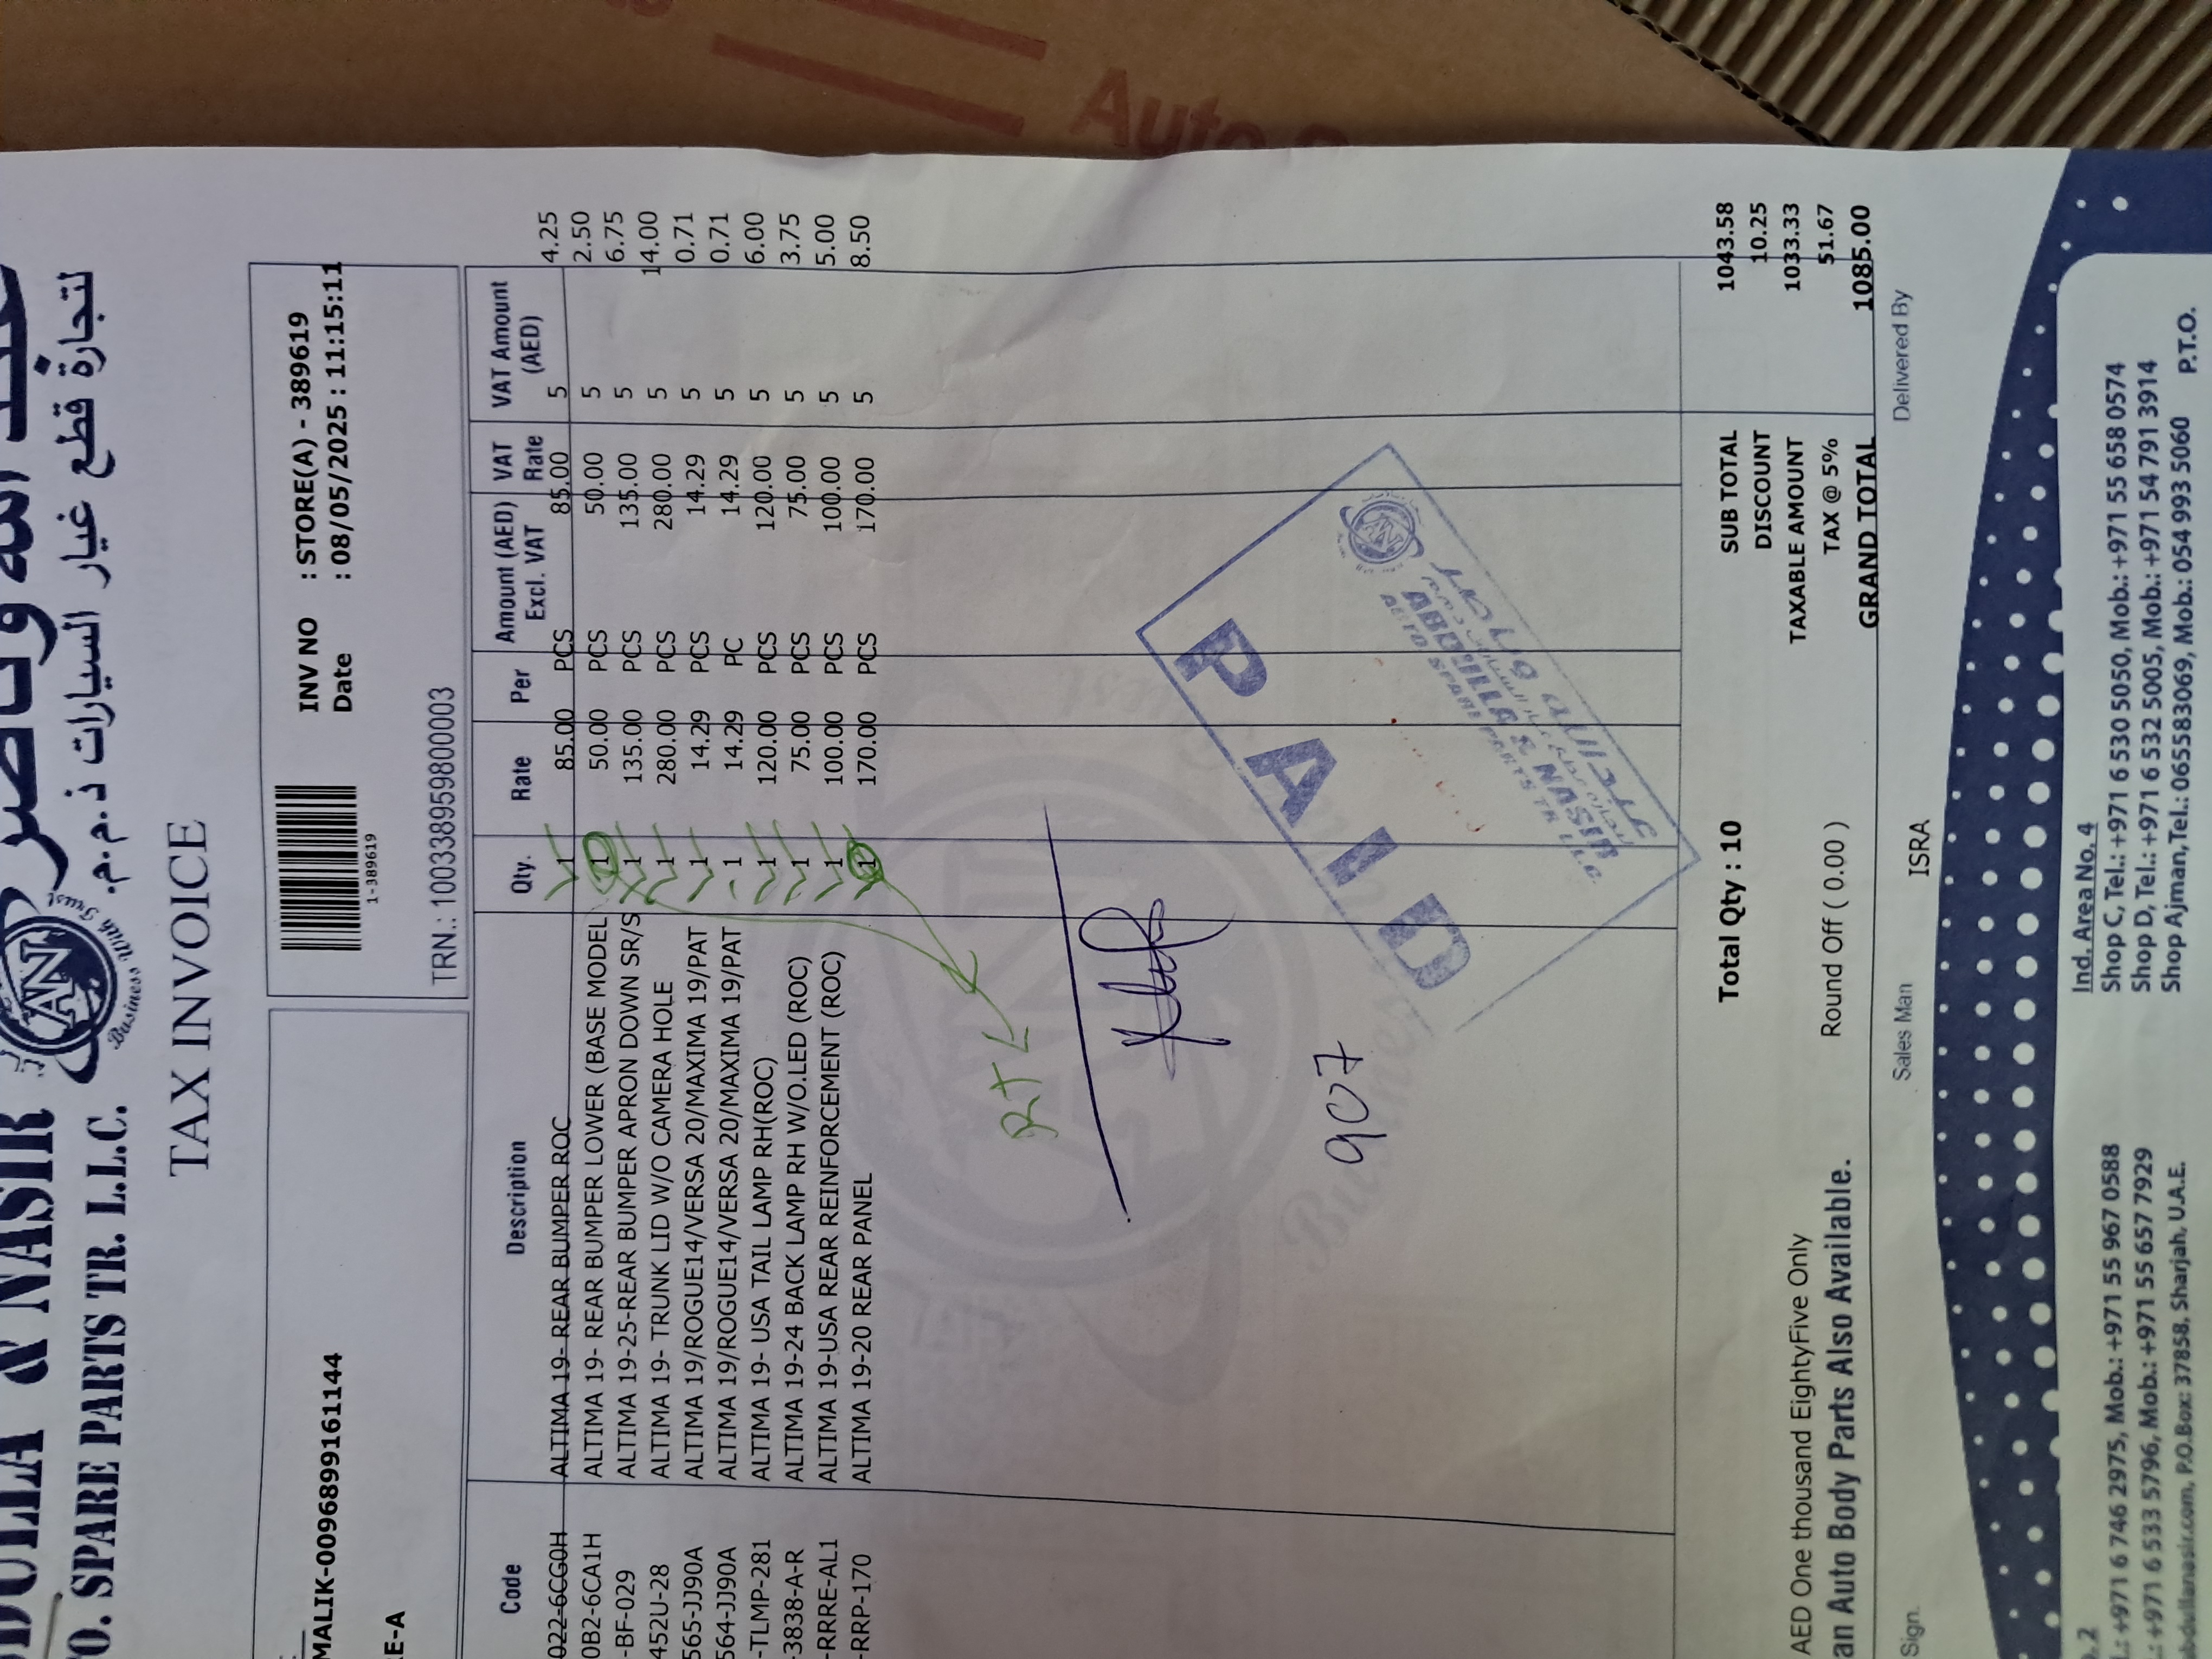 Auto
لتجارة قطع غيار السيارات ذ.م.م.
& NASIR
TO. SPARE PARTS TR. L.L.C.
AN
Business With Trust
TAX INVOICE
1-389619
INV NO : STORE(A) - 389619
Date : 08/05/2025 : 11:15:11
MALIK-0096899161144
RE-A
TRN.: 100338959800003
Code Description Qty. Rate Per Amount (AED) Excl. VAT VAT Rate VAT Amount (AED)
022-6CG0H ALTIMA 19- REAR BUMPER ROC 1 85.00 PCS 85.00 5 4.25
0B2-6CA1H ALTIMA 19- REAR BUMPER LOWER (BASE MODEL 1 50.00 PCS 50.00 5 2.50
-BF-029 ALTIMA 19-25-REAR BUMPER APRON DOWN SR/S 1 135.00 PCS 135.00 5 6.75
452U-28 ALTIMA 19- TRUNK LID W/O CAMERA HOLE 1 280.00 PCS 280.00 5 14.00
565-JJ90A ALTIMA 19/ROGUE14/VERSA 20/MAXIMA 19/PAT 1 14.29 PCS 14.29 5 0.71
564-JJ90A ALTIMA 19/ROGUE14/VERSA 20/MAXIMA 19/PAT 1 14.29 PC 14.29 5 0.71
-TLMP-281 ALTIMA 19- USA TAIL LAMP RH(ROC) 1 120.00 PCS 120.00 5 6.00
-3838-A-R ALTIMA 19-24 BACK LAMP RH W/O.LED (ROC) 1 75.00 PCS 75.00 5 3.75
-RRRE-AL1 ALTIMA 19-USA REAR REINFORCEMENT (ROC) 1 100.00 PCS 100.00 5 5.00
-RRP-170 ALTIMA 19-20 REAR PANEL 1 170.00 PCS 170.00 5 8.50
907
PAID
ABDULLA & NASIR
AUTO SPARE PARTS TR. L.L.C.
Total Qty : 10
SUB TOTAL 1043.58
DISCOUNT 10.25
TAXABLE AMOUNT 1033.33
TAX @ 5% 51.67
GRAND TOTAL 1085.00
AED One thousand EightyFive Only
Round Off ( 0.00 )
an Auto Body Parts Also Available.
Sign.
Sales Man ISRA
Delivered By
.: +971 6 746 2975, Mob.: +971 55 967 0588
.: +971 6 533 5796, Mob.: +971 55 657 7929
P.O.Box: 37858, Sharjah, U.A.E.
Ind. Area No. 4
Shop C, Tel.: +971 6 530 5050, Mob.: +971 55 658 0574
Shop D, Tel.: +971 6 532 5005, Mob.: +971 54 791 3914
Shop Ajman, Tel.: 0655830​69, Mob.: 054 993 5060
P.T.O.